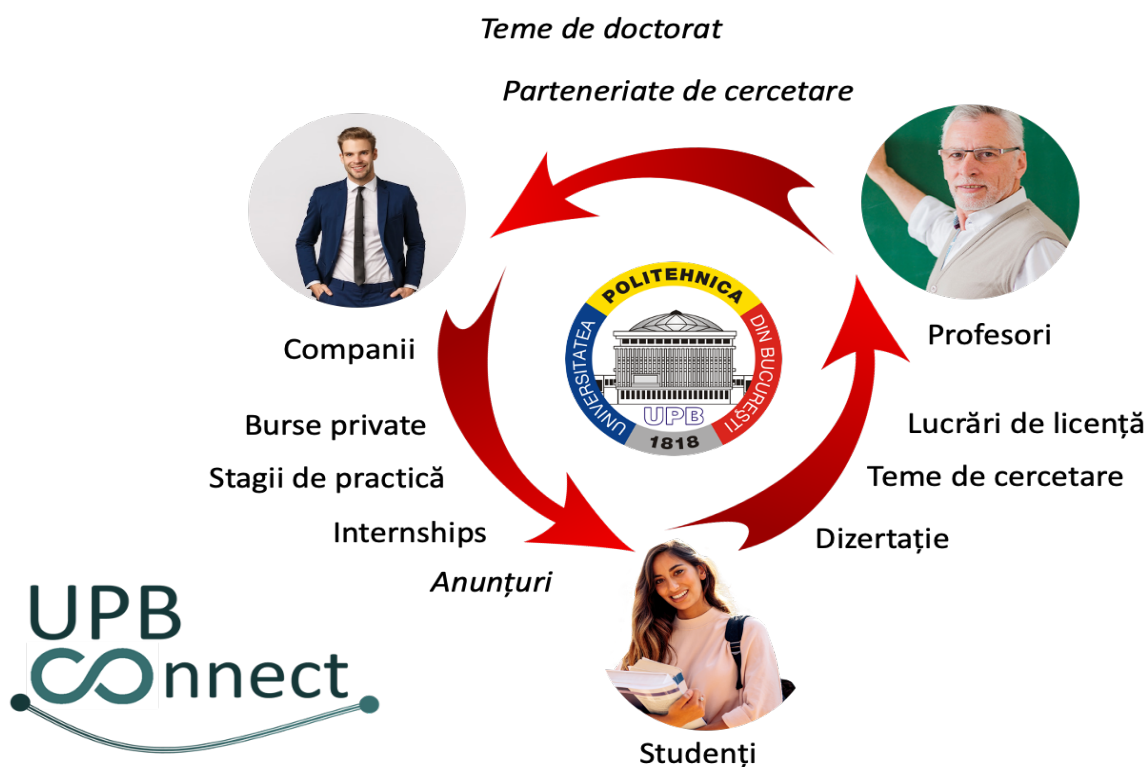 Teme de doctorat
Parteneriate de cercetare
Companii
Profesori
UNIVERSITATEA
POLITEHNICA
DIN BUCUREȘTI
UPB
1818
Burse private
Stagii de practică
Internships
Anunțuri
Lucrări de licență
Teme de cercetare
Dizertație
UPB
Connect
Studenți